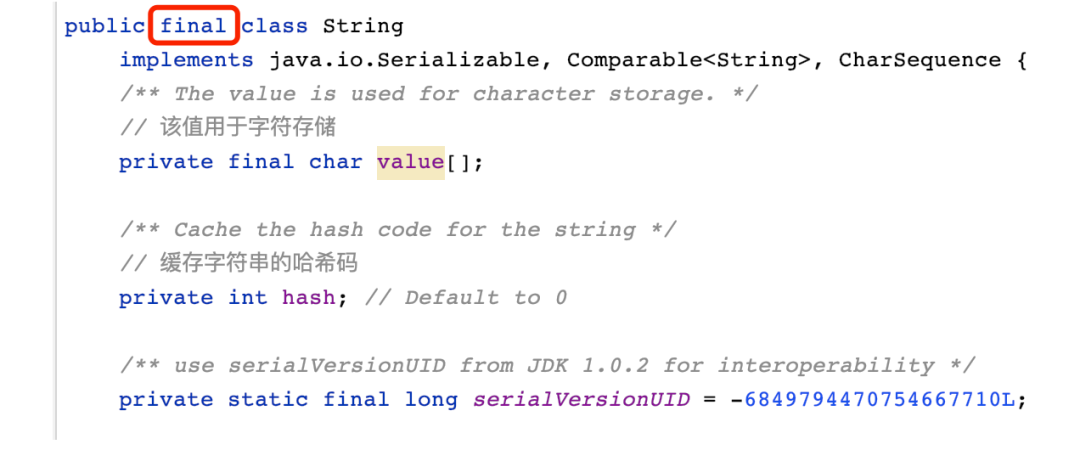 public final class String
implements java.io.Serializable, Comparable<String>, CharSequence {
/** The value is used for character storage. */
// 该值用于字符存储
private final char value[];
/** Cache the hash code for the string */
// 缓存字符串的哈希码
private int hash; // Default to 0
/** use serialVersionUID from JDK 1.0.2 for interoperability */
private static final long serialVersionUID = -6849794470754667710L;